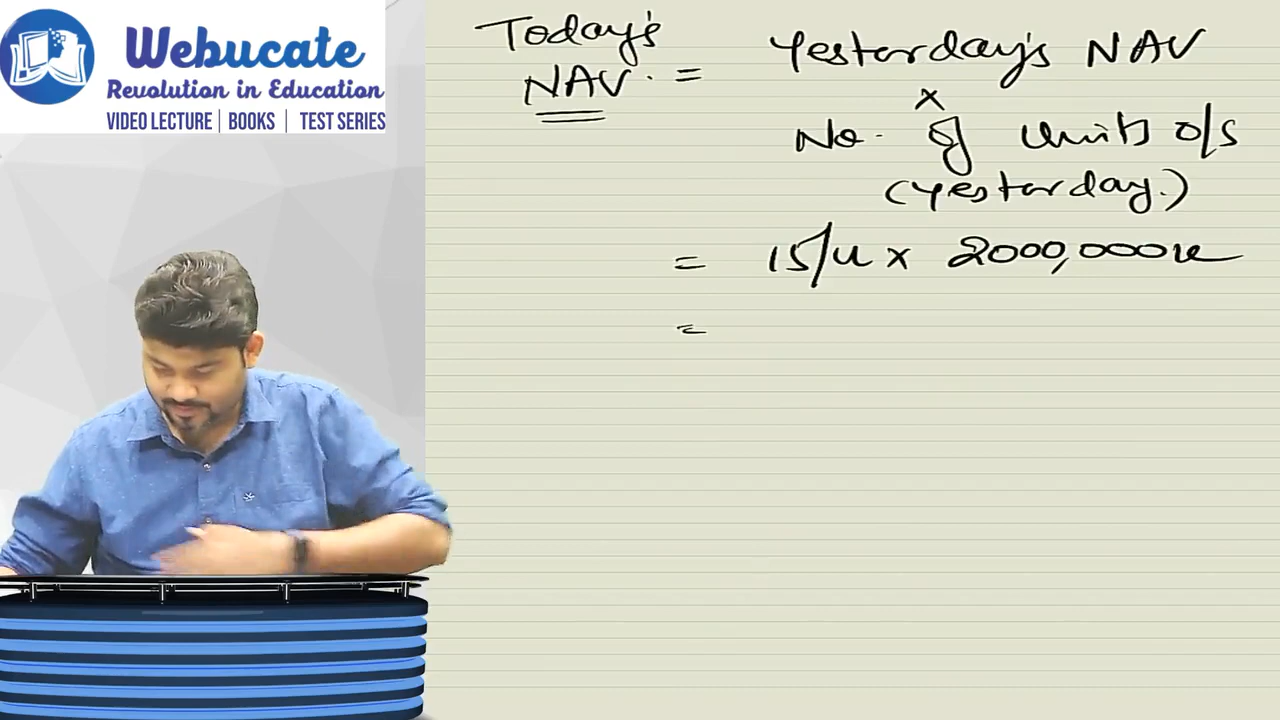 Webucate
Revolution in Education
VIDEO LECTURE | BOOKS | TEST SERIES
Today's
NAV. = Yesterday's NAV
x
No. of Units o/s
(Yesterday.)
= 15/u x 2000,000u
=